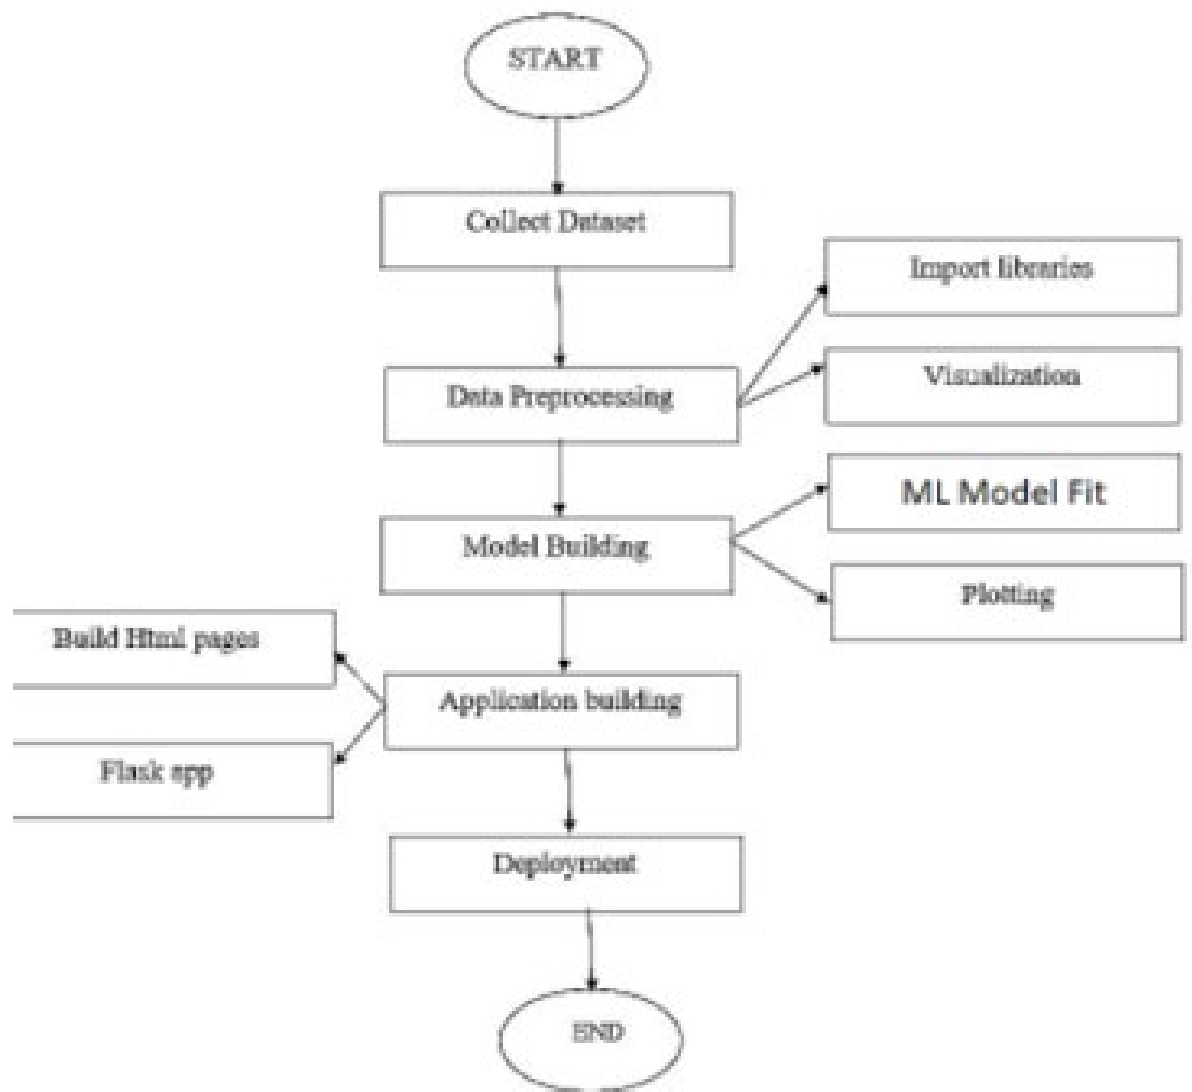 START
Collect Dataset
Import libraries
Visualization
Data Preprocessing
ML Model Fit
Model Building
Plotting
Build Html pages
Application building
Flask app
Deployment
END